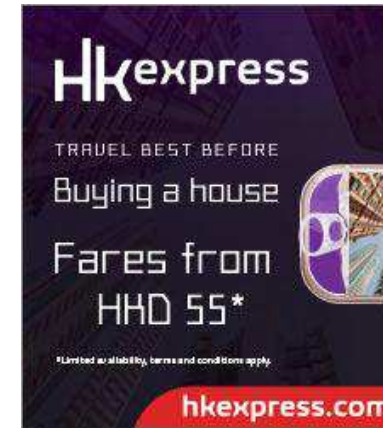 HK express
TRAVEL BEST BEFORE
Buying a house
Fares from
HKD 55*
*Limited availability, terms and conditions apply.
hkexpress.com